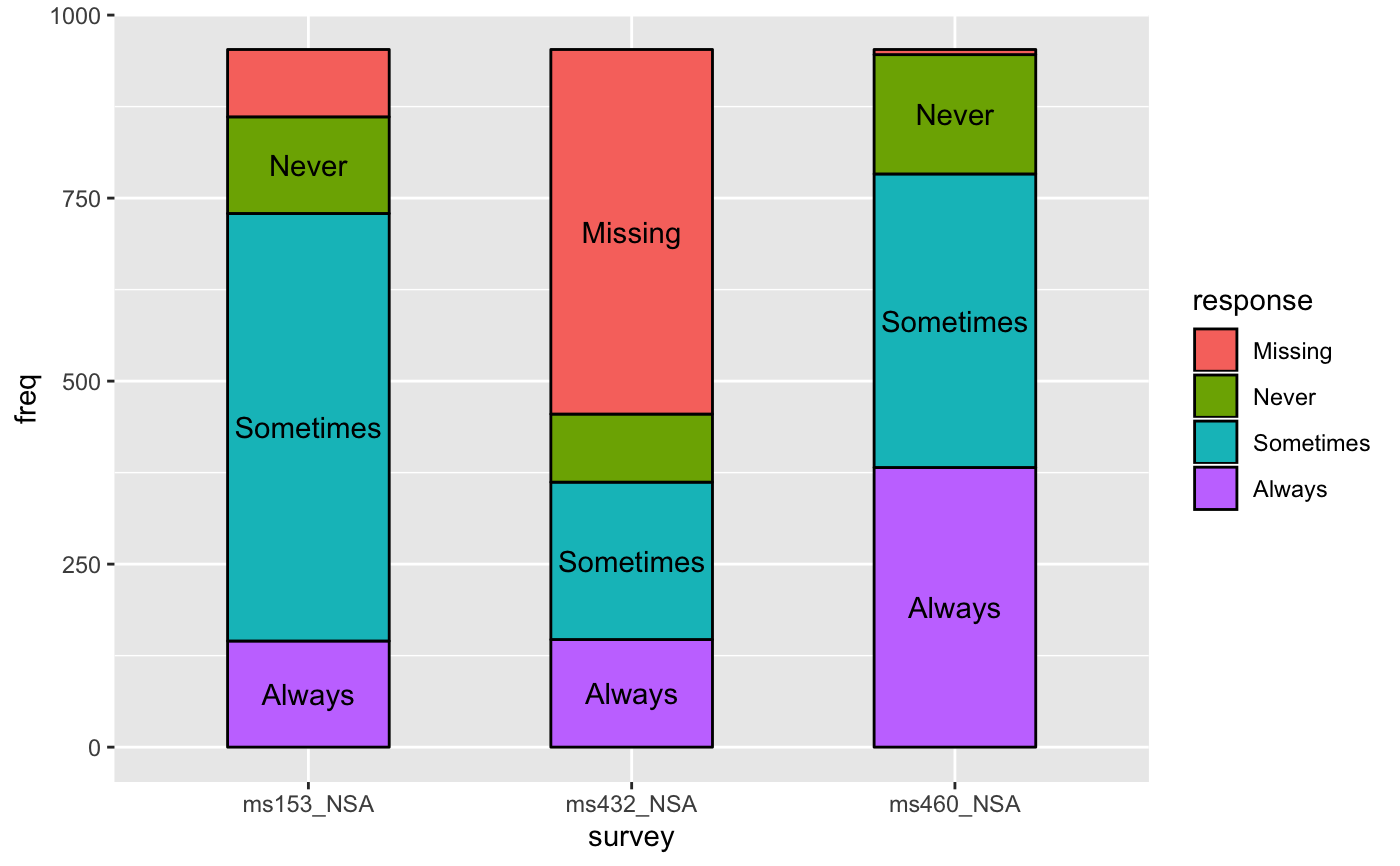 1000
750
500
250
0
freq
Never
Sometimes
Always
Missing
Sometimes
Always
Never
Sometimes
Always
ms153_NSA
ms432_NSA
ms460_NSA
survey
response
Missing
Never
Sometimes
Always